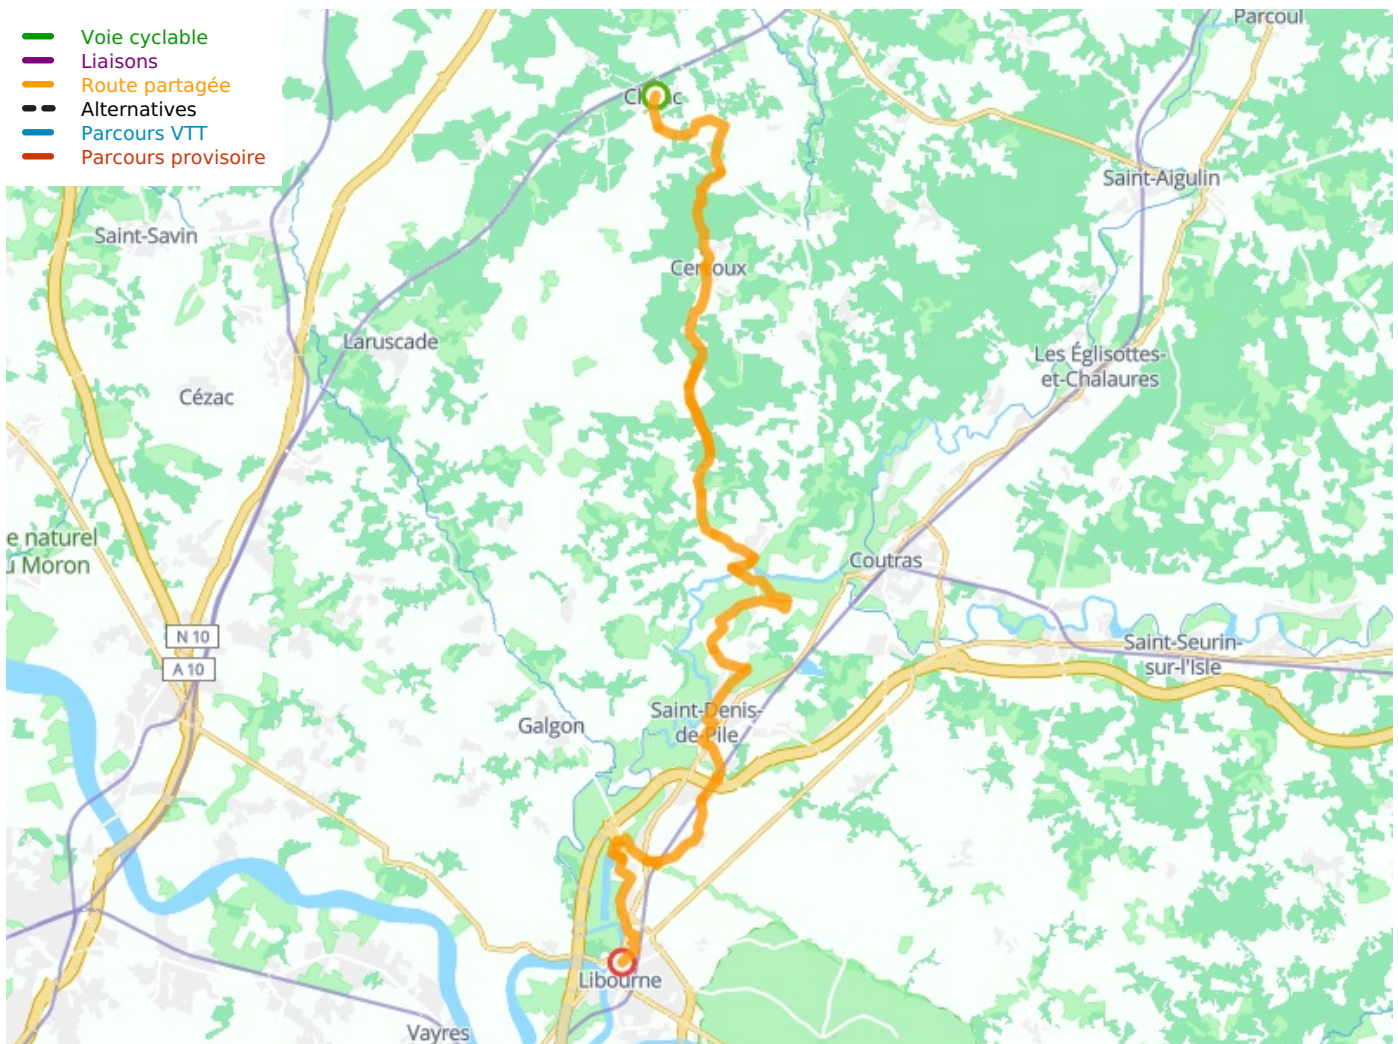 Voie cyclable
Liaisons
Route partagée
Alternatives
Parcours VTT
Parcours provisoire
Parcoul
Saint-Aigulin
Saint-Savin
Cercoux
Laruscade
Les Églisottes-
et-Chalaures
Cézac
e naturel
u Moron
Coutras
N 10
A 10
Saint-Seurin-
sur-l'Isle
Saint-Denis-
de-Pile
Galgon
Libourne
Vayres